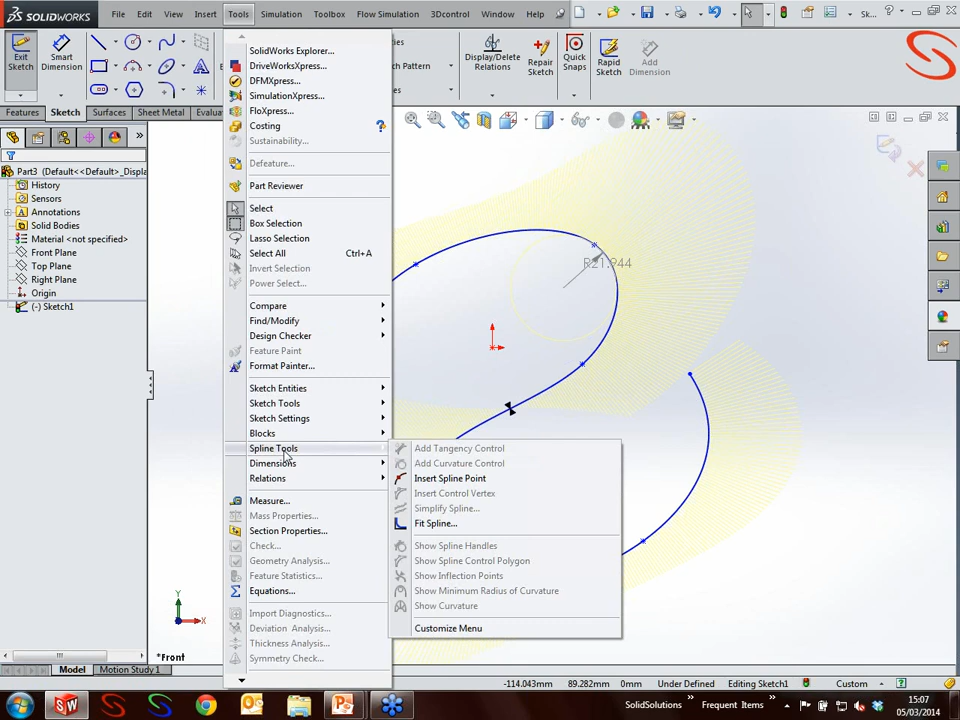 SOLIDWORKS
File Edit View Insert Tools Simulation Toolbox Flow Simulation 3Dcontrol Window Help
Sk...
Exit Sketch
Smart Dimension
Display/Delete Relations
Repair Sketch
Quick Snaps
Rapid Sketch
Add Dimension
ch Pattern
Features Sketch Surfaces Sheet Metal Evalua
Part3 (Default<<Default>_Displa
History
Sensors
Annotations
Solid Bodies
Material <not specified>
Front Plane
Top Plane
Right Plane
Origin
(-) Sketch1
SolidWorks Explorer...
DriveWorksXpress...
DFMXpress...
SimulationXpress...
FloXpress...
Costing
Sustainability...
Defeature...
Part Reviewer
Select
Box Selection
Lasso Selection
Select All Ctrl+A
Invert Selection
Power Select...
Compare
Find/Modify
Design Checker
Feature Paint
Format Painter...
Sketch Entities
Sketch Tools
Sketch Settings
Blocks
Spline Tools
Dimensions
Relations
Measure...
Mass Properties...
Section Properties...
Check...
Geometry Analysis...
Feature Statistics...
Equations...
Import Diagnostics...
Deviation Analysis...
Thickness Analysis...
Symmetry Check...
Add Tangency Control
Add Curvature Control
Insert Spline Point
Insert Control Vertex
Simplify Spline...
Fit Spline...
Show Spline Handles
Show Spline Control Polygon
Show Inflection Points
Show Minimum Radius of Curvature
Show Curvature
Customize Menu
R21.944
Y
X
*Front
Model Motion Study 1
-114.043mm 89.282mm 0mm Under Defined Editing Sketch1 Custom
SolidSolutions Frequent Items
15:07
05/03/2014